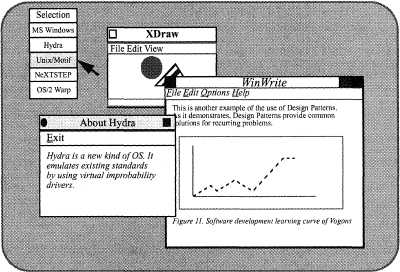 Selection
MS Windows
Hydra
Unix/Motif
NeXTSTEP
OS/2 Warp
XDraw
File Edit View
WinWrite
File Edit Options Help
This is another example of the use of Design Patterns.
As it demonstrates, Design Patterns provide common
solutions for recurring problems.
Figure 11. Software development learning curve of Vogons
About Hydra
Exit
Hydra is a new kind of OS. It
emulates existing standards
by using virtual improbability
drivers.